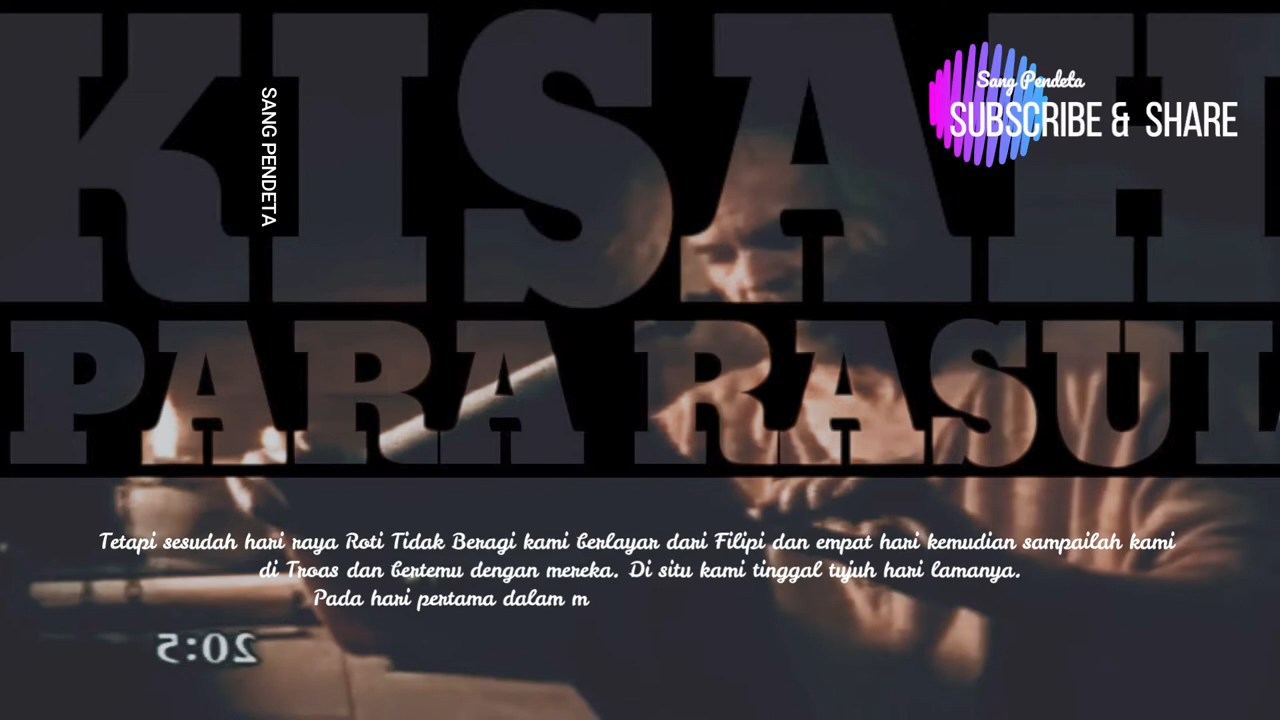 KISAH
PARA RASUL
SANG PENDETA
Sang Pendeta
SUBSCRIBE & SHARE
Tetapi sesudah hari raya Roti Tidak Beragi kami berlayar dari Filipi dan empat hari kemudian sampailah kami
di Troas dan bertemu dengan mereka. Di situ kami tinggal tujuh hari lamanya.
Pada hari pertama dalam m
20:5